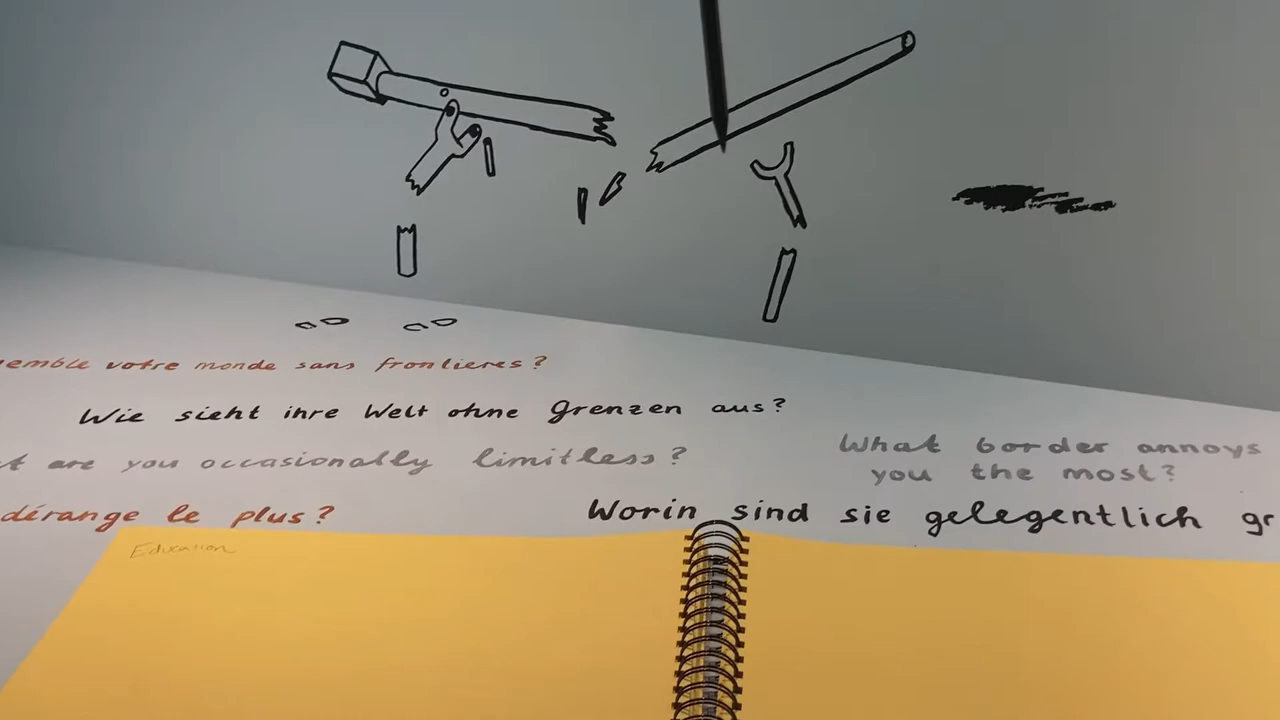 emble votre monde sans frontieres?
Wie sieht ihre Welt ohne Grenzen aus?
t are you occasionally limitless?
What border annoys
you the most?
dérange le plus?
Worin sind sie gelegentlich gr
Education